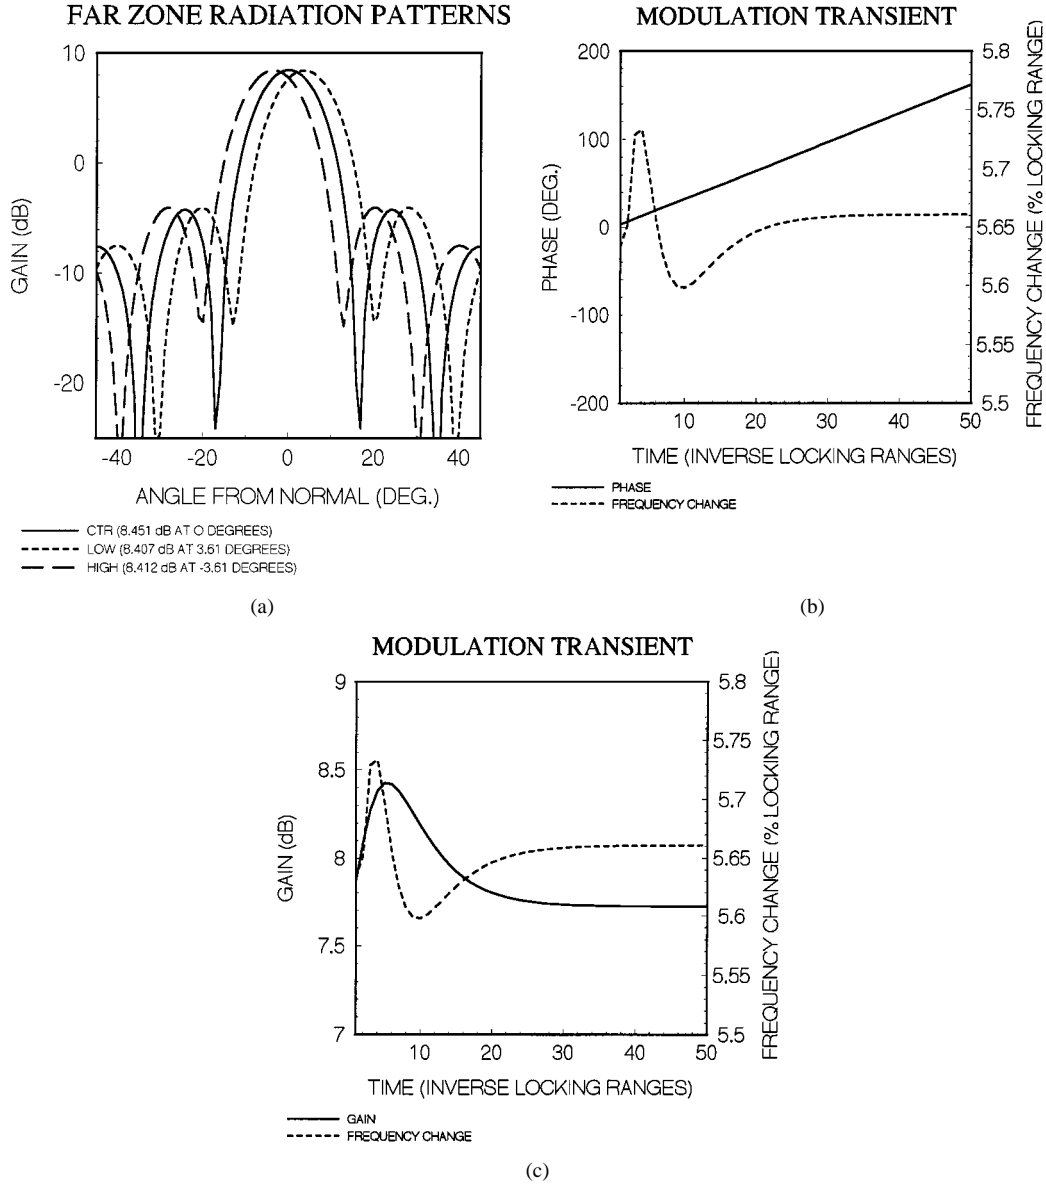 FAR ZONE RADIATION PATTERNS
10
0
-10
-20
GAIN (dB)
-40
-20
0
20
40
ANGLE FROM NORMAL (DEG.)
CTR (8.451 dB AT O DEGREES)
LOW (8.407 dB AT 3.61 DEGREES)
HIGH (8.412 dB AT -3.61 DEGREES)
(a)
MODULATION TRANSIENT
200
100
0
-100
-200
PHASE (DEG.)
5.8
5.75
5.7
5.65
5.6
5.55
5.5
FREQUENCY CHANGE (% LOCKING RANGE)
10
20
30
40
50
TIME (INVERSE LOCKING RANGES)
PHASE
FREQUENCY CHANGE
(b)
MODULATION TRANSIENT
9
8.5
8
7.5
7
GAIN (dB)
5.8
5.75
5.7
5.65
5.6
5.55
5.5
FREQUENCY CHANGE (% LOCKING RANGE)
10
20
30
40
50
TIME (INVERSE LOCKING RANGES)
GAIN
FREQUENCY CHANGE
(c)